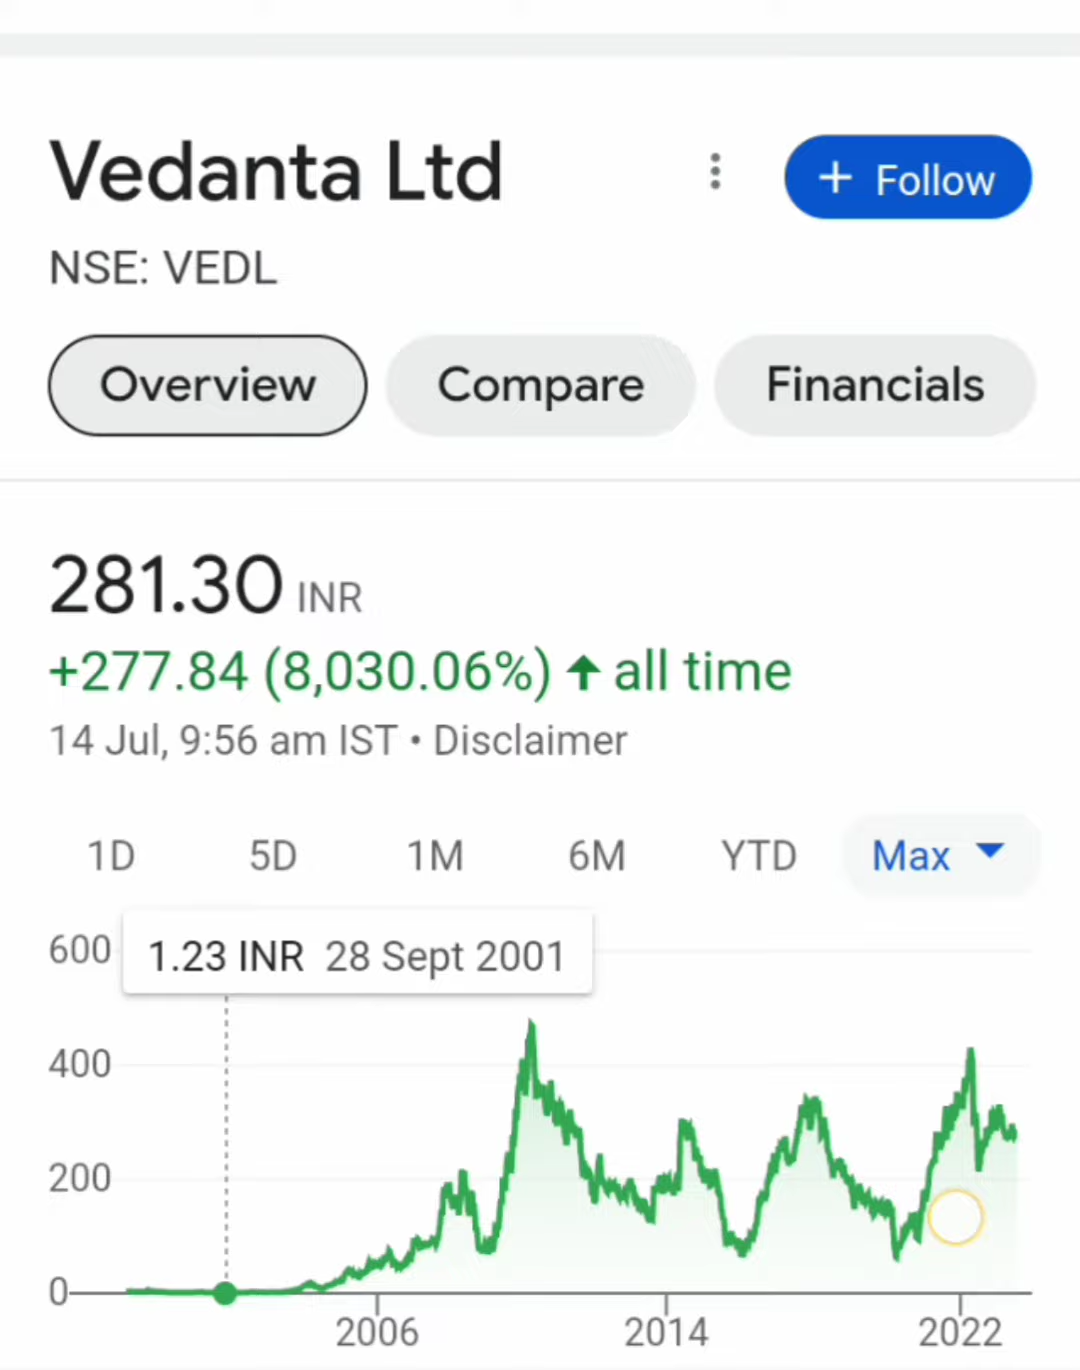 Vedanta Ltd
+ Follow
NSE: VEDL
Overview Compare Financials
281.30 INR
+277.84 (8,030.06%) ↑ all time
14 Jul, 9:56 am IST • Disclaimer
1D 5D 1M 6M YTD Max
600
1.23 INR 28 Sept 2001
400
200
0
2006 2014 2022